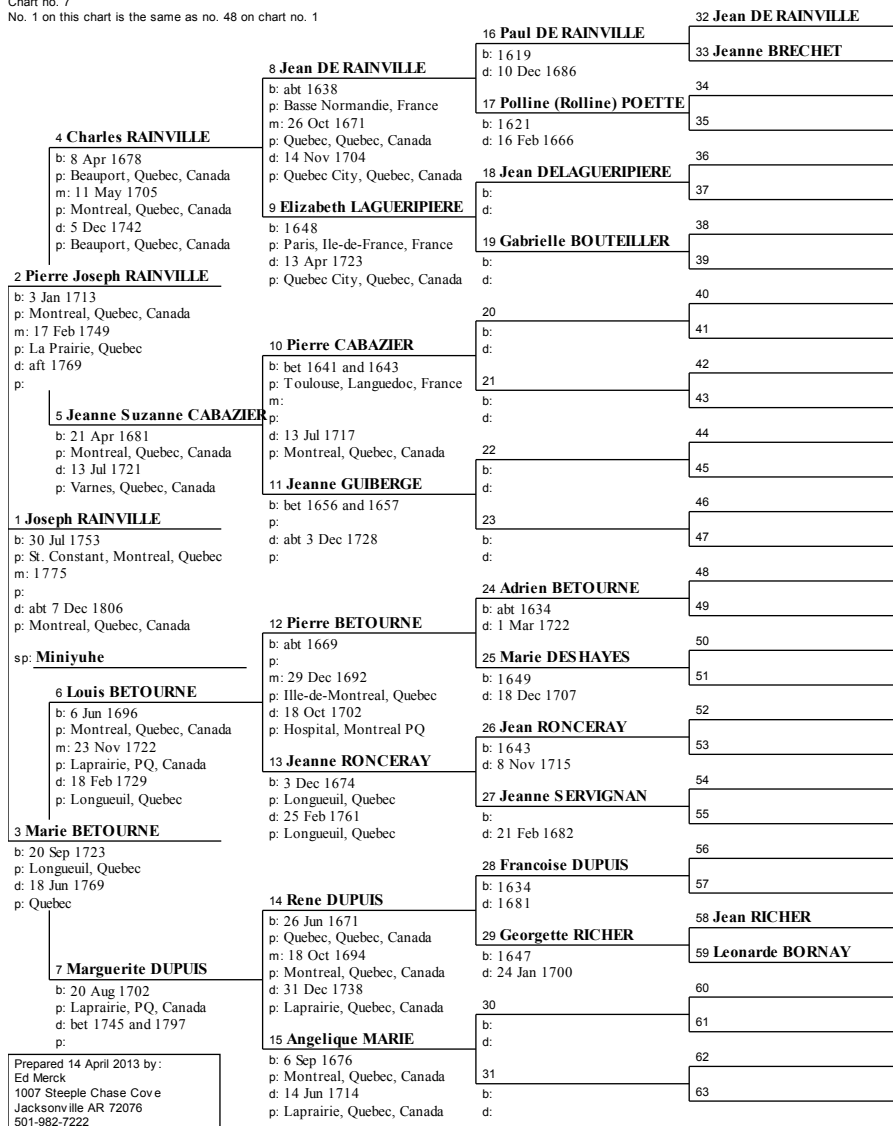 Chart no. 7
No. 1 on this chart is the same as no. 48 on chart no. 1
1 Joseph RAINVILLE
b: 30 Jul 1753
p: St. Constant, Montreal, Quebec
m: 1775
p:
d: abt 7 Dec 1806
p: Montreal, Quebec, Canada
sp: Miniyuhe
2 Pierre Joseph RAINVILLE
b: 3 Jan 1713
p: Montreal, Quebec, Canada
m: 17 Feb 1749
p: La Prairie, Quebec
d: aft 1769
p:
3 Marie BETOURNE
b: 20 Sep 1723
p: Longueuil, Quebec
d: 18 Jun 1769
p: Quebec
4 Charles RAINVILLE
b: 8 Apr 1678
p: Beauport, Quebec, Canada
m: 11 May 1705
p: Montreal, Quebec, Canada
d: 5 Dec 1742
p: Beauport, Quebec, Canada
5 Jeanne Suzanne CABAZIER
b: 21 Apr 1681
p: Montreal, Quebec, Canada
d: 13 Jul 1721
p: Varnes, Quebec, Canada
6 Louis BETOURNE
b: 6 Jun 1696
p: Montreal, Quebec, Canada
m: 23 Nov 1722
p: Laprairie, PQ, Canada
d: 18 Feb 1729
p: Longueuil, Quebec
7 Marguerite DUPUIS
b: 20 Aug 1702
p: Laprairie, PQ, Canada
d: bet 1745 and 1797
p:
8 Jean DE RAINVILLE
b: abt 1638
p: Basse Normandie, France
m: 26 Oct 1671
p: Quebec, Quebec, Canada
d: 14 Nov 1704
p: Quebec City, Quebec, Canada
9 Elizabeth LAGUERIPIERE
b: 1648
p: Paris, Ile-de-France, France
d: 13 Apr 1723
p: Quebec City, Quebec, Canada
10 Pierre CABAZIER
b: bet 1641 and 1643
p: Toulouse, Languedoc, France
m:
p:
d: 13 Jul 1717
p: Montreal, Quebec, Canada
11 Jeanne GUIBERGE
b: bet 1656 and 1657
p:
d: abt 3 Dec 1728
p:
12 Pierre BETOURNE
b: abt 1669
p:
m: 29 Dec 1692
p: Ille-de-Montreal, Quebec
d: 18 Oct 1702
p: Hospital, Montreal PQ
13 Jeanne RONCERAY
b: 3 Dec 1674
p: Longueuil, Quebec
d: 25 Feb 1761
p: Longueuil, Quebec
14 Rene DUPUIS
b: 26 Jun 1671
p: Quebec, Quebec, Canada
m: 18 Oct 1694
p: Montreal, Quebec, Canada
d: 31 Dec 1738
p: Laprairie, Quebec, Canada
15 Angelique MARIE
b: 6 Sep 1676
p: Montreal, Quebec, Canada
d: 14 Jun 1714
p: Laprairie, Quebec, Canada
16 Paul DE RAINVILLE
b: 1619
d: 10 Dec 1686
17 Polline (Rolline) POETTE
b: 1621
d: 16 Feb 1666
18 Jean DELAGUERIPIERE
b:
d:
19 Gabrielle BOUTEILLER
b:
d:
20
b:
d:
21
b:
d:
22
b:
d:
23
b:
d:
24 Adrien BETOURNE
b: abt 1634
d: 1 Mar 1722
25 Marie DESHAYES
b: 1649
d: 18 Dec 1707
26 Jean RONCERAY
b: 1643
d: 8 Nov 1715
27 Jeanne SERVIGNAN
b:
d: 21 Feb 1682
28 Francoise DUPUIS
b: 1634
d: 1681
29 Georgette RICHER
b: 1647
d: 24 Jan 1700
30
b:
d:
31
b:
d:
32 Jean DE RAINVILLE
33 Jeanne BRECHET
34
35
36
37
38
39
40
41
42
43
44
45
46
47
48
49
50
51
52
53
54
55
56
57
58 Jean RICHER
59 Leonarde BORNAY
60
61
62
63
Prepared 14 April 2013 by:
Ed Merck
1007 Steeple Chase Cove
Jacksonville AR 72076
501-982-7222